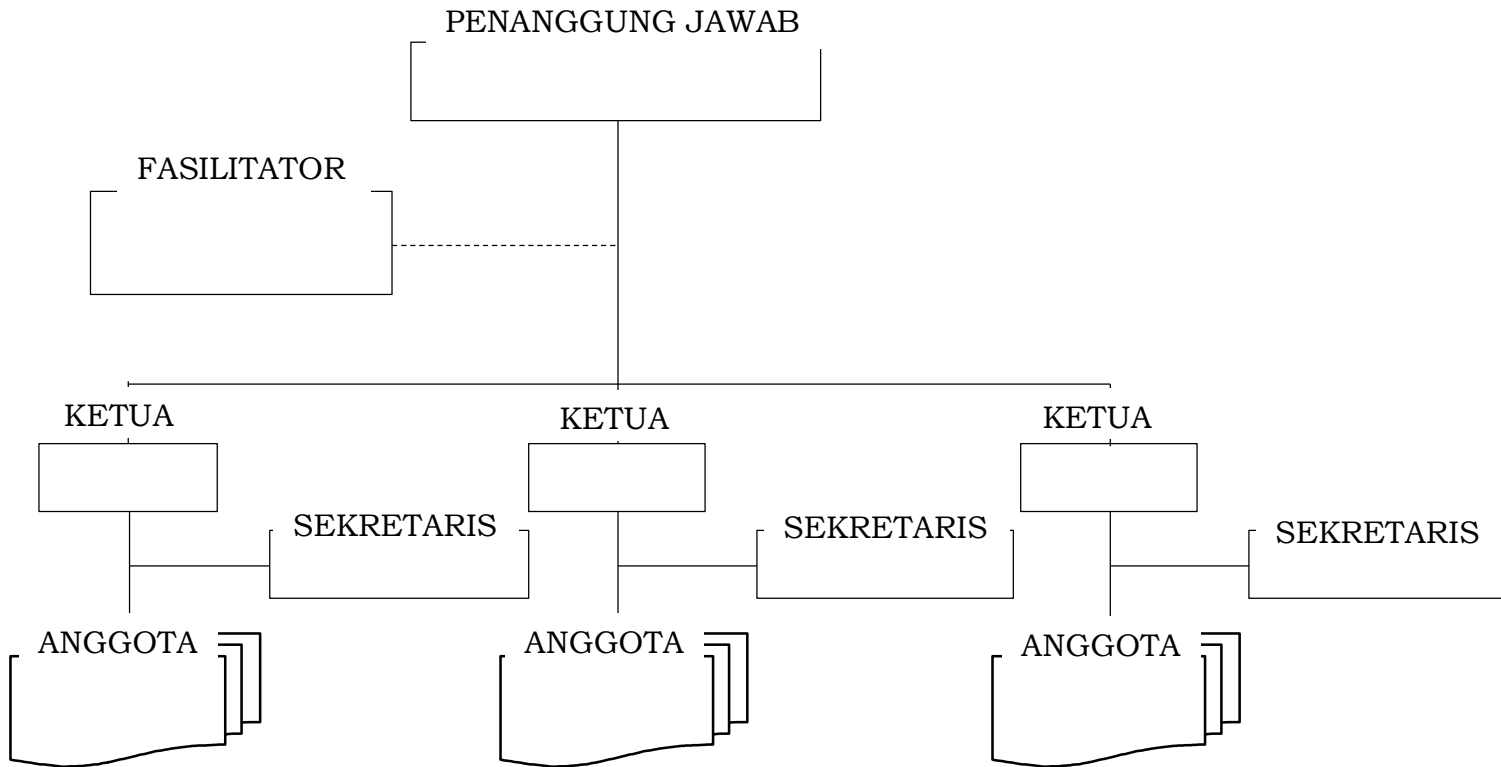 PENANGGUNG JAWAB
FASILITATOR
KETUA
KETUA
KETUA
SEKRETARIS
SEKRETARIS
SEKRETARIS
ANGGOTA
ANGGOTA
ANGGOTA